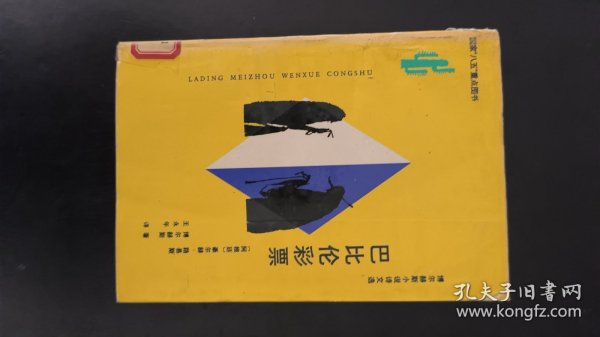 国家"八五"重点图书
LADING MEIZHOU WENXUE CONGSHU
博尔赫斯小说诗文选
巴比伦彩票
[阿根廷] 豪尔赫 路易斯
博尔赫斯 著
王永年 译
孔夫子旧书网
www.kongfz.com